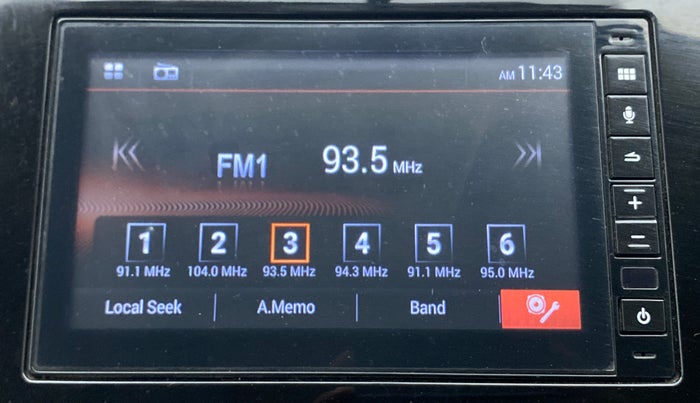 AM 11:43
FM1 93.5 MHz
1 2 3 4 5 6
91.1 MHz 104.0 MHz 93.5 MHz 94.3 MHz 91.1 MHz 95.0 MHz
Local Seek A.Memo Band